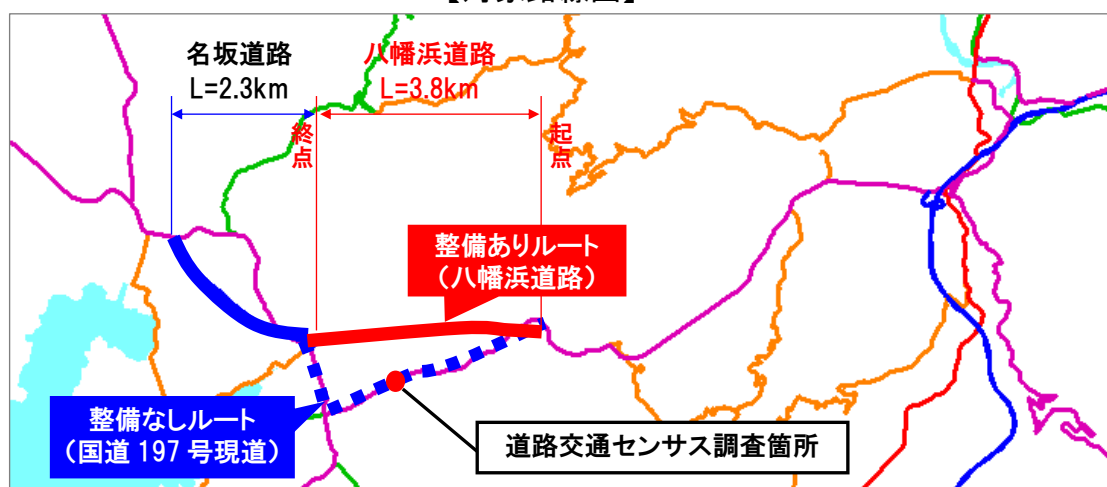 名坂道路
L=2.3km
八幡浜道路
L=3.8km
終点
起点
整備ありルート
（八幡浜道路）
整備なしルート
（国道 197 号現道）
道路交通センサス調査箇所